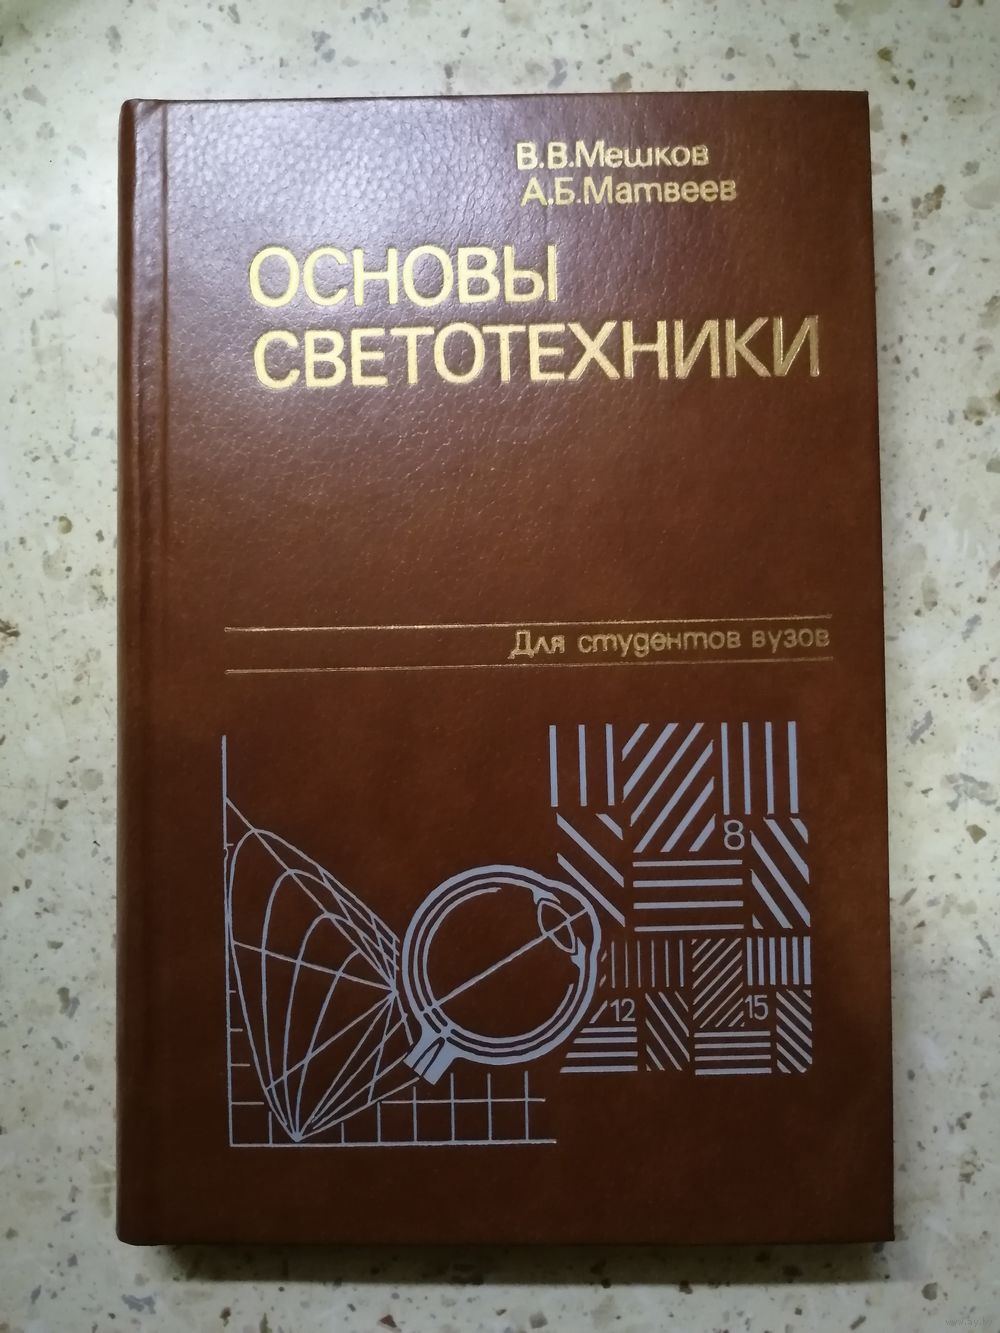 В.В.Мешков
А.Б.Матвеев
ОСНОВЫ
СВЕТОТЕХНИКИ
Для студентов вузов
8
12
15